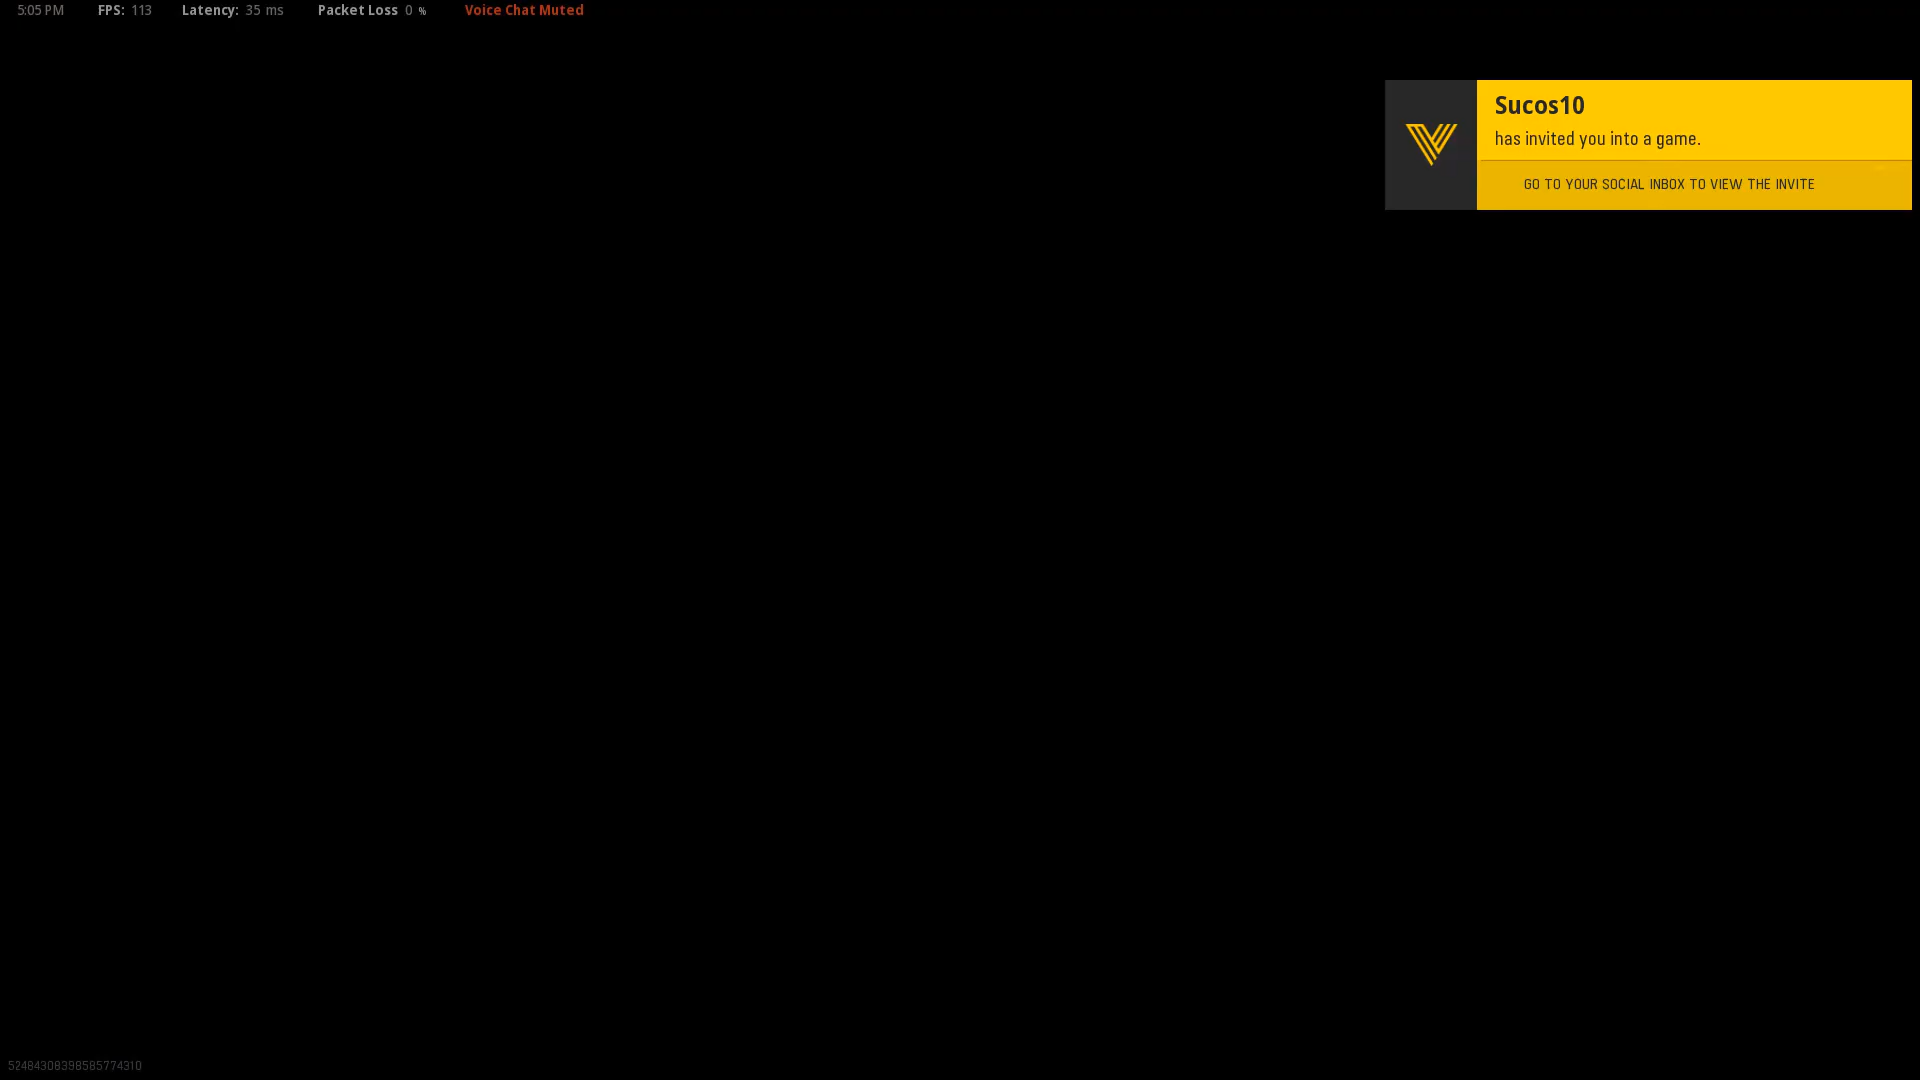 5:05 PM FPS: 113 Latency: 35 ms Packet Loss 0 % Voice Chat Muted
Sucos10
has invited you into a game.
GO TO YOUR SOCIAL INBOX TO VIEW THE INVITE
52484308398585774310